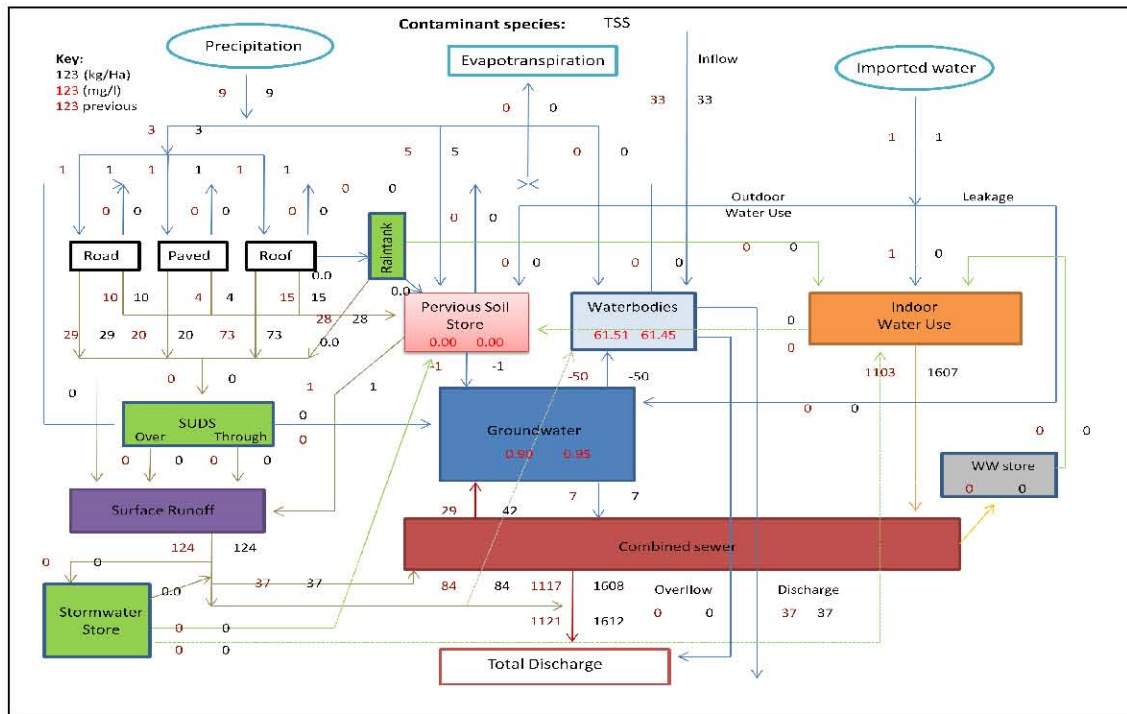 Contaminant species: TSS
Precipitation
Key:
123 (kg/Ha)
123 (mg/l)
123 previous
Evapotranspiration
Inflow
Imported water
9 9
33 33
0 0
3 3
1 1
5 5
0 0
1 1 1 1 1 1
0 0
Outdoor
Water Use
Leakage
0 0 0 0 0 0
0 0
0 0
1 0
Road
Paved
Roof
Raintank
0.0
0 0
0 0
10 10 4 4 15 15
0.0
Pervious Soil
Store
0.00 0.00
Waterbodies
61.51 61.45
Indoor
Water Use
28 28
0
29 29 20 20 73 73
0.0
0
-1 -1
-50 -50
1103 1607
0 0
1 1
0
0 0
SUDS
Over Through
0
0
Groundwater
0.90 0.95
0 0
0 0 0 0
WW store
0 0
Surface Runoff
29 42
7 7
124 124
Combined sewer
0 0
37 37
84 84
1117 1608
Overflow
0 0
Discharge
37 37
0.0
Stormwater
Store
1121 1612
0 0
0 0
Total Discharge